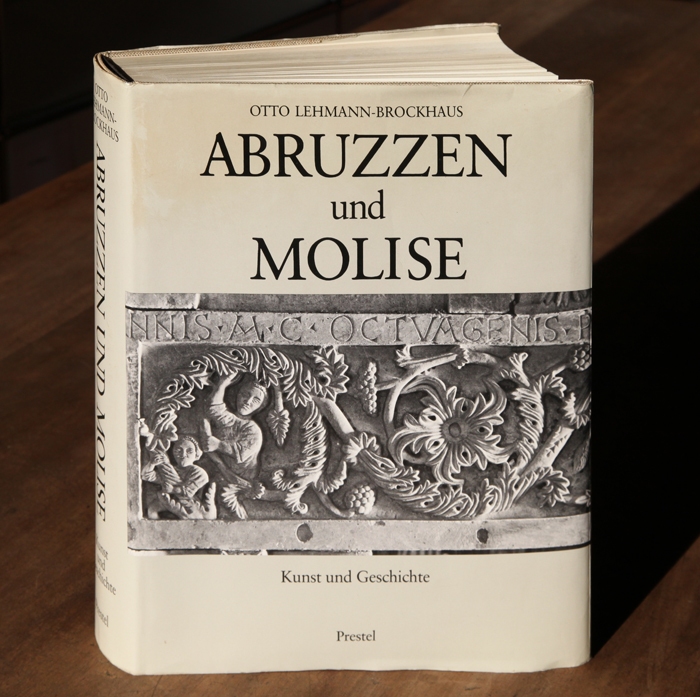 OTTO LEHMANN-BROCKHAUS
ABRUZZEN
und
MOLISE
NNIS · M · C · OCTVAGENIS ·
Kunst und Geschichte
Prestel
OTTO
LEHMANN-
BROCKHAUS
ABRUZZEN UND MOLISE
Kunst
und
Geschichte
Prestel